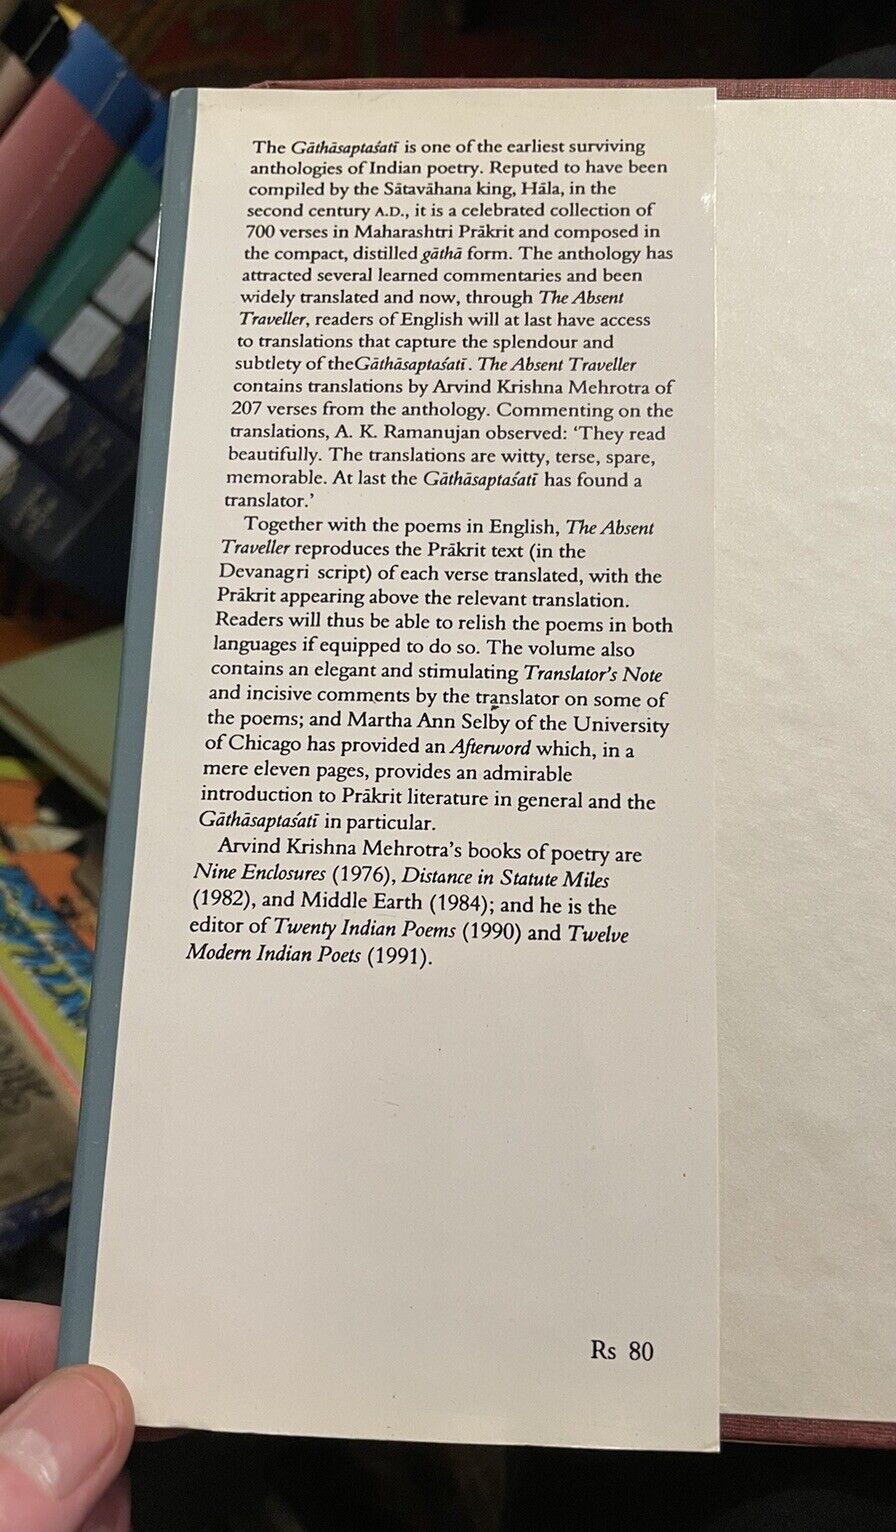 The Gāthāsaptaśatī is one of the earliest surviving
anthologies of Indian poetry. Reputed to have been
compiled by the Sātavāhana king, Hāla, in the
second century A.D., it is a celebrated collection of
700 verses in Maharashtri Prākrit and composed in
the compact, distilled gāthā form. The anthology has
attracted several learned commentaries and been
widely translated and now, through The Absent
Traveller, readers of English will at last have access
to translations that capture the splendour and
subtlety of theGāthāsaptaśatī. The Absent Traveller
contains translations by Arvind Krishna Mehrotra of
207 verses from the anthology. Commenting on the
translations, A. K. Ramanujan observed: ‘They read
beautifully. The translations are witty, terse, spare,
memorable. At last the Gāthāsaptaśatī has found a
translator.’
Together with the poems in English, The Absent
Traveller reproduces the Prākrit text (in the
Devanagri script) of each verse translated, with the
Prākrit appearing above the relevant translation.
Readers will thus be able to relish the poems in both
languages if equipped to do so. The volume also
contains an elegant and stimulating Translator’s Note
and incisive comments by the translator on some of
the poems; and Martha Ann Selby of the University
of Chicago has provided an Afterword which, in a
mere eleven pages, provides an admirable
introduction to Prākrit literature in general and the
Gāthāsaptaśatī in particular.
Arvind Krishna Mehrotra’s books of poetry are
Nine Enclosures (1976), Distance in Statute Miles
(1982), and Middle Earth (1984); and he is the
editor of Twenty Indian Poems (1990) and Twelve
Modern Indian Poets (1991).
Rs 80